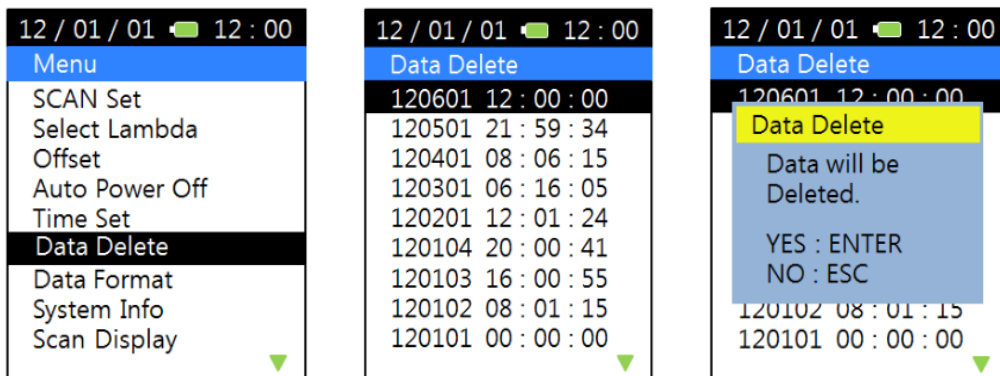 12 / 01 / 01 12 : 00
Menu
SCAN Set
Select Lambda
Offset
Auto Power Off
Time Set
Data Delete
Data Format
System Info
Scan Display
12 / 01 / 01 12 : 00
Data Delete
120601 12 : 00 : 00
120501 21 : 59 : 34
120401 08 : 06 : 15
120301 06 : 16 : 05
120201 12 : 01 : 24
120104 20 : 00 : 41
120103 16 : 00 : 55
120102 08 : 01 : 15
120101 00 : 00 : 00
12 / 01 / 01 12 : 00
Data Delete
120601 12 : 00 : 00
Data Delete
Data will be
Deleted.
YES : ENTER
NO : ESC
120102 08 : 01 : 15
120101 00 : 00 : 00